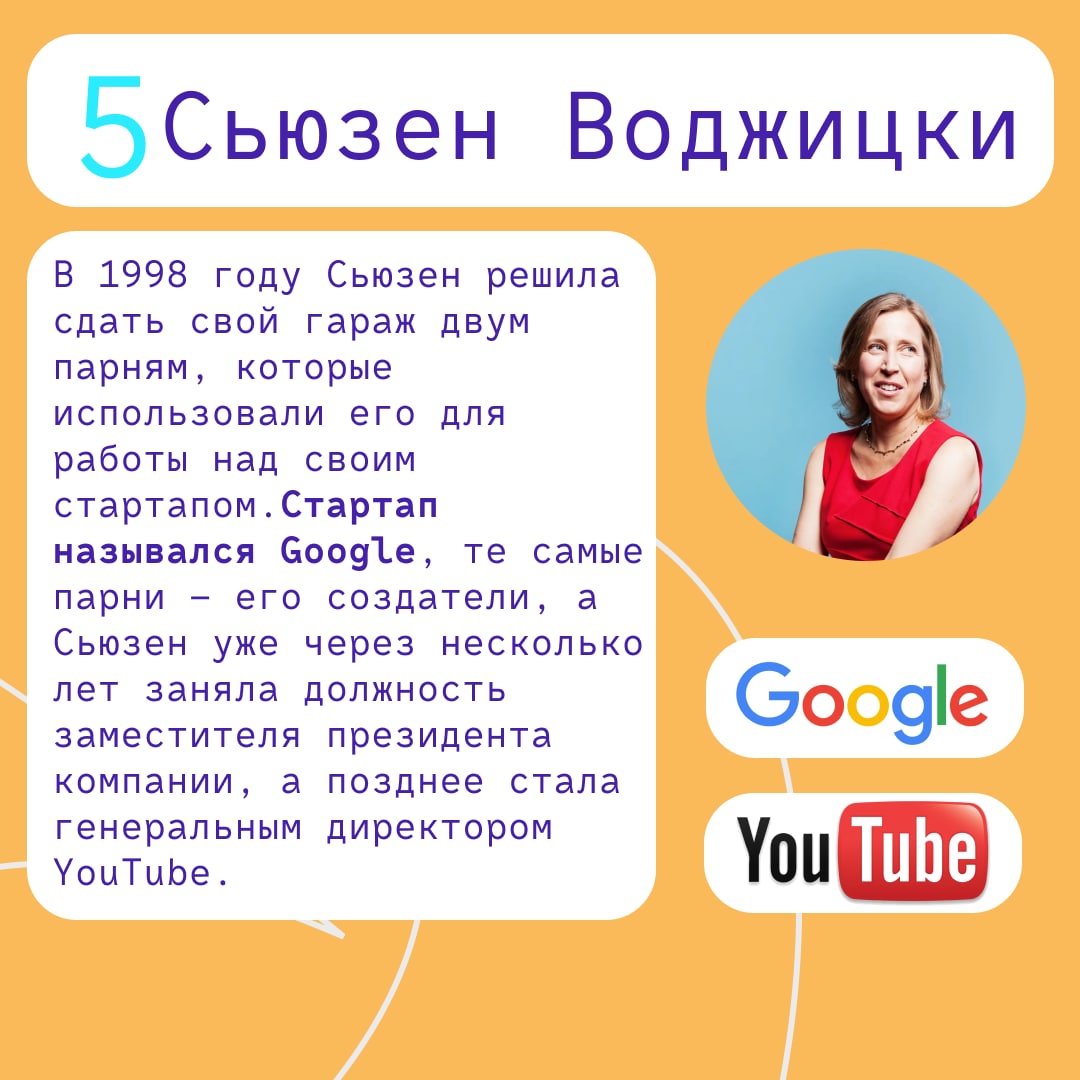 5 Сьюзен Воджицки
В 1998 году Сьюзен решила
сдать свой гараж двум
парням, которые
использовали его для
работы над своим
стартапом.Стартап
назывался Google, те самые
парни – его создатели, а
Сьюзен уже через несколько
лет заняла должность
заместителя президента
компании, а позднее стала
генеральным директором
YouTube.
Google
YouTube